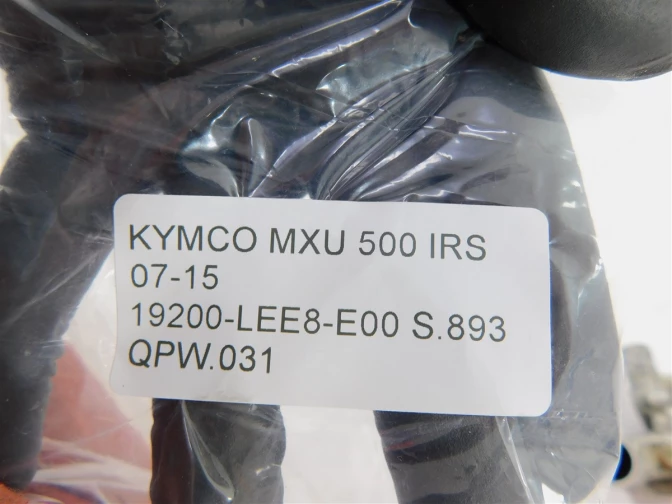 KYMCO MXU 500 IRS
07-15
19200-LEE8-E00 S.893
QPW.031